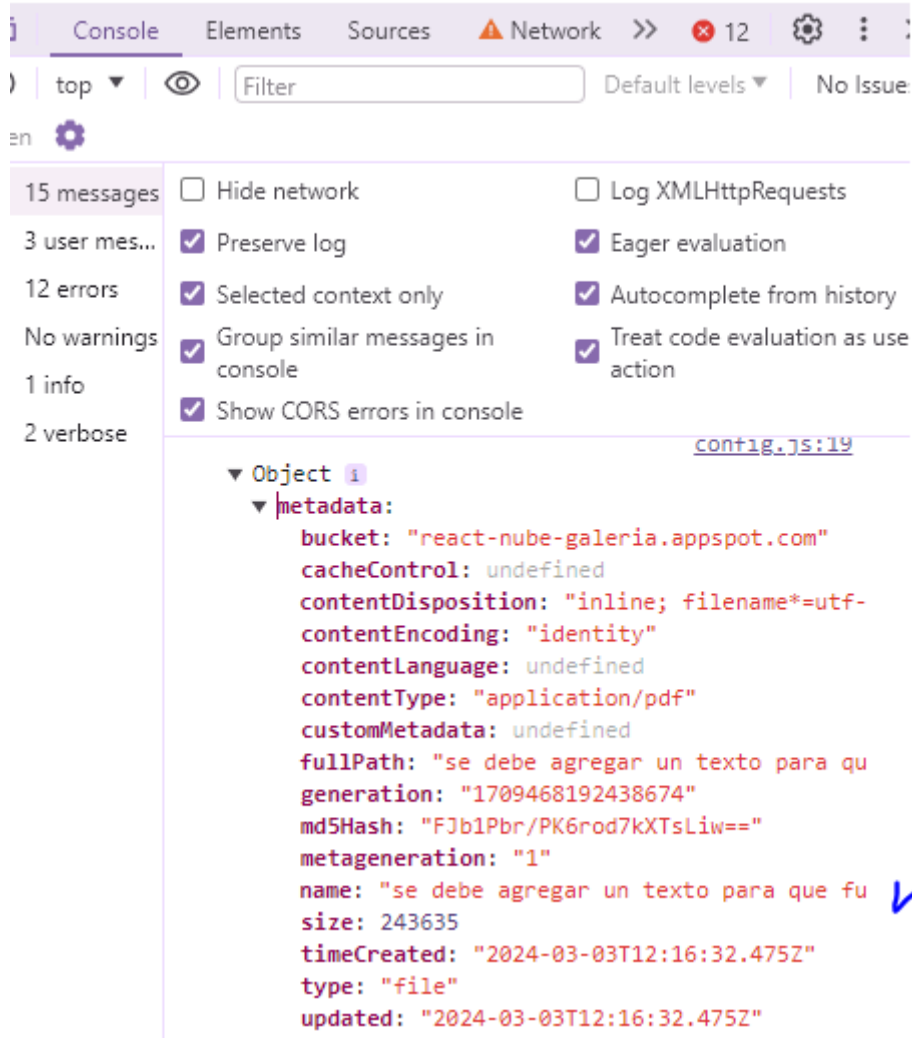 Console Elements Sources Network 12
top Filter Default levels No Issue
en
15 messages
3 user mes...
12 errors
No warnings
1 info
2 verbose
Hide network
Log XMLHttpRequests
Preserve log
Eager evaluation
Selected context only
Autocomplete from history
Group similar messages in
console
Treat code evaluation as use
action
Show CORS errors in console
config.js:19
Object i
metadata:
bucket: "react-nube-galeria.appspot.com"
cacheControl: undefined
contentDisposition: "inline; filename*=utf-
contentEncoding: "identity"
contentLanguage: undefined
contentType: "application/pdf"
customMetadata: undefined
fullPath: "se debe agregar un texto para qu
generation: "1709468192438674"
md5Hash: "FJb1Pbr/PK6rod7kXTsLiw=="
metageneration: "1"
name: "se debe agregar un texto para que fu
size: 243635
timeCreated: "2024-03-03T12:16:32.475Z"
type: "file"
updated: "2024-03-03T12:16:32.475Z"